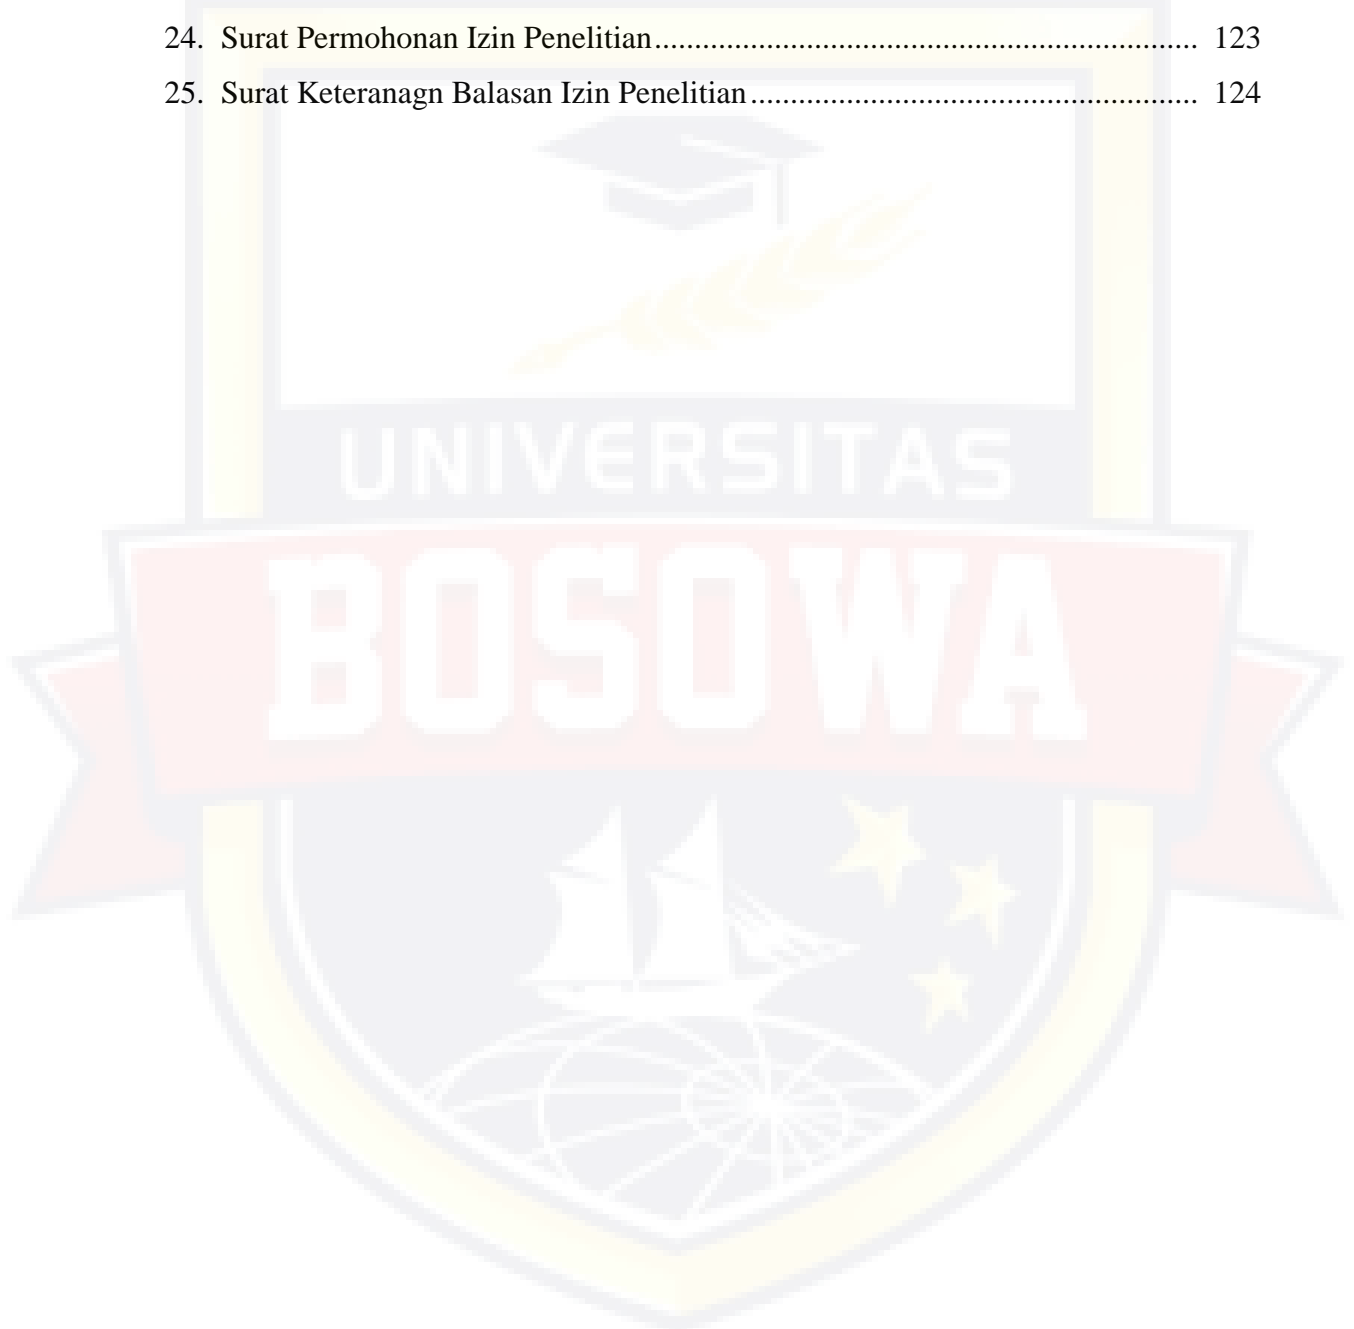 24. Surat Permohonan Izin Penelitian.................................................................... 123
25. Surat Keteranagn Balasan Izin Penelitian........................................................ 124
UNIVERSITAS
BOSOWA